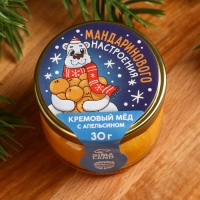 МАНДАРИНОВОГО
НАСТРОЕНИЯ
КРЕМОВЫЙ МЁД
С АПЕЛЬСИНОМ
30 г